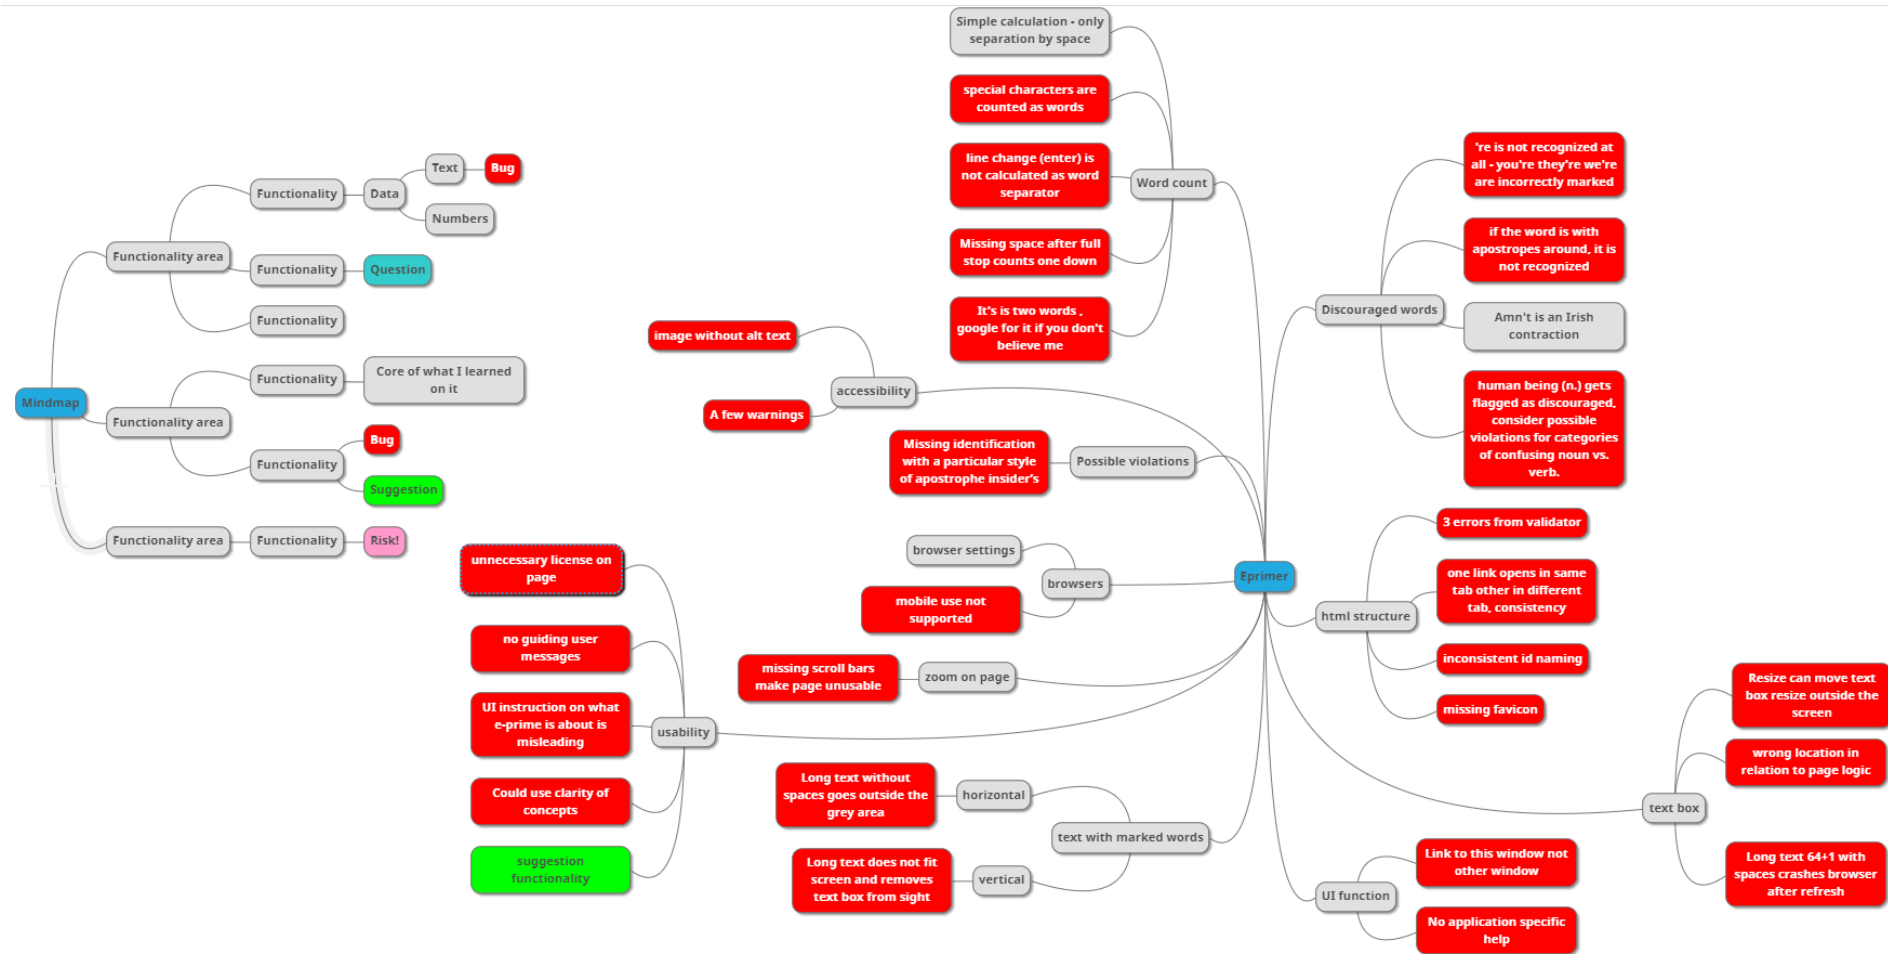 Mindmap
Functionality area
Functionality
Data
Text
Bug
Numbers
Functionality
Question
Functionality
Functionality area
Functionality
Core of what I learned
on it
Functionality
Bug
Suggestion
Functionality area
Functionality
Risk!
Eprimer
Word count
Simple calculation - only
separation by space
special characters are
counted as words
line change (enter) is
not calculated as word
separator
Missing space after full
stop counts one down
It's is two words ,
google for it if you don't
believe me
accessibility
image without alt text
A few warnings
Possible violations
Missing identification
with a particular style
of apostrophe insider's
browsers
browser settings
mobile use not
supported
zoom on page
missing scroll bars
make page unusable
usability
unnecessary license on
page
no guiding user
messages
UI instruction on what
e-prime is about is
misleading
Could use clarity of
concepts
suggestion
functionality
text with marked words
horizontal
Long text without
spaces goes outside the
grey area
vertical
Long text does not fit
screen and removes
text box from sight
Discouraged words
're is not recognized at
all - you're they're we're
are incorrectly marked
if the word is with
apostropes around, it is
not recognized
Amn't is an Irish
contraction
human being (n.) gets
flagged as discouraged,
consider possible
violations for categories
of confusing noun vs.
verb.
html structure
3 errors from validator
one link opens in same
tab other in different
tab, consistency
inconsistent id naming
missing favicon
text box
Resize can move text
box resize outside the
screen
wrong location in
relation to page logic
Long text 64+1 with
spaces crashes browser
after refresh
UI function
Link to this window not
other window
No application specific
help